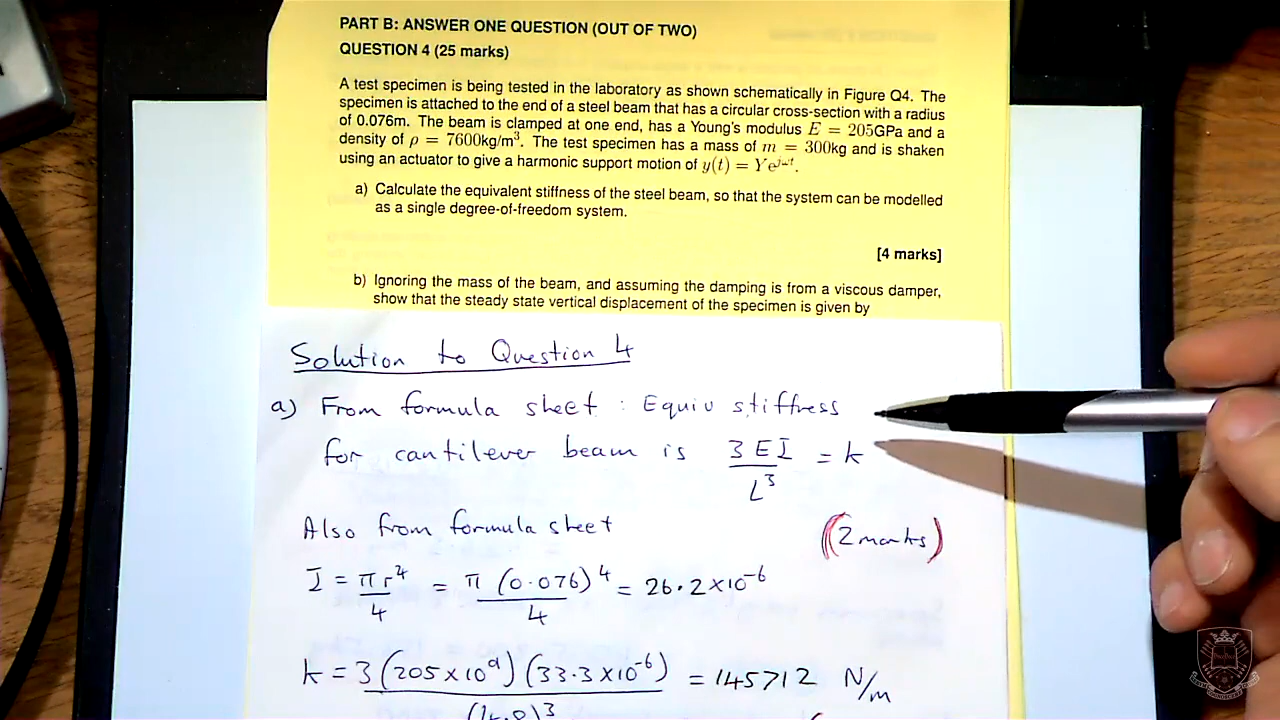 PART B: ANSWER ONE QUESTION (OUT OF TWO)
QUESTION 4 (25 marks)
A test specimen is being tested in the laboratory as shown schematically in Figure Q4. The
specimen is attached to the end of a steel beam that has a circular cross-section with a radius
of 0.076m. The beam is clamped at one end, has a Young's modulus E = 205GPa and a
density of ρ = 7600kg/m³. The test specimen has a mass of m = 300kg and is shaken
using an actuator to give a harmonic support motion of y(t) = Ye^{jωt}.
a) Calculate the equivalent stiffness of the steel beam, so that the system can be modelled
as a single degree-of-freedom system.
[4 marks]
b) Ignoring the mass of the beam, and assuming the damping is from a viscous damper,
show that the steady state vertical displacement of the specimen is given by
Solution to Question 4
a) From formula sheet : Equiv stiffness
for cantilever beam is 3EI/L³ = k
Also from formula sheet
(2 marks)
I = πr⁴/4 = π(0.076)⁴/4 = 26.2×10⁻⁶
k = 3(205×10⁹)(33.3×10⁻⁶) = 145712 N/m